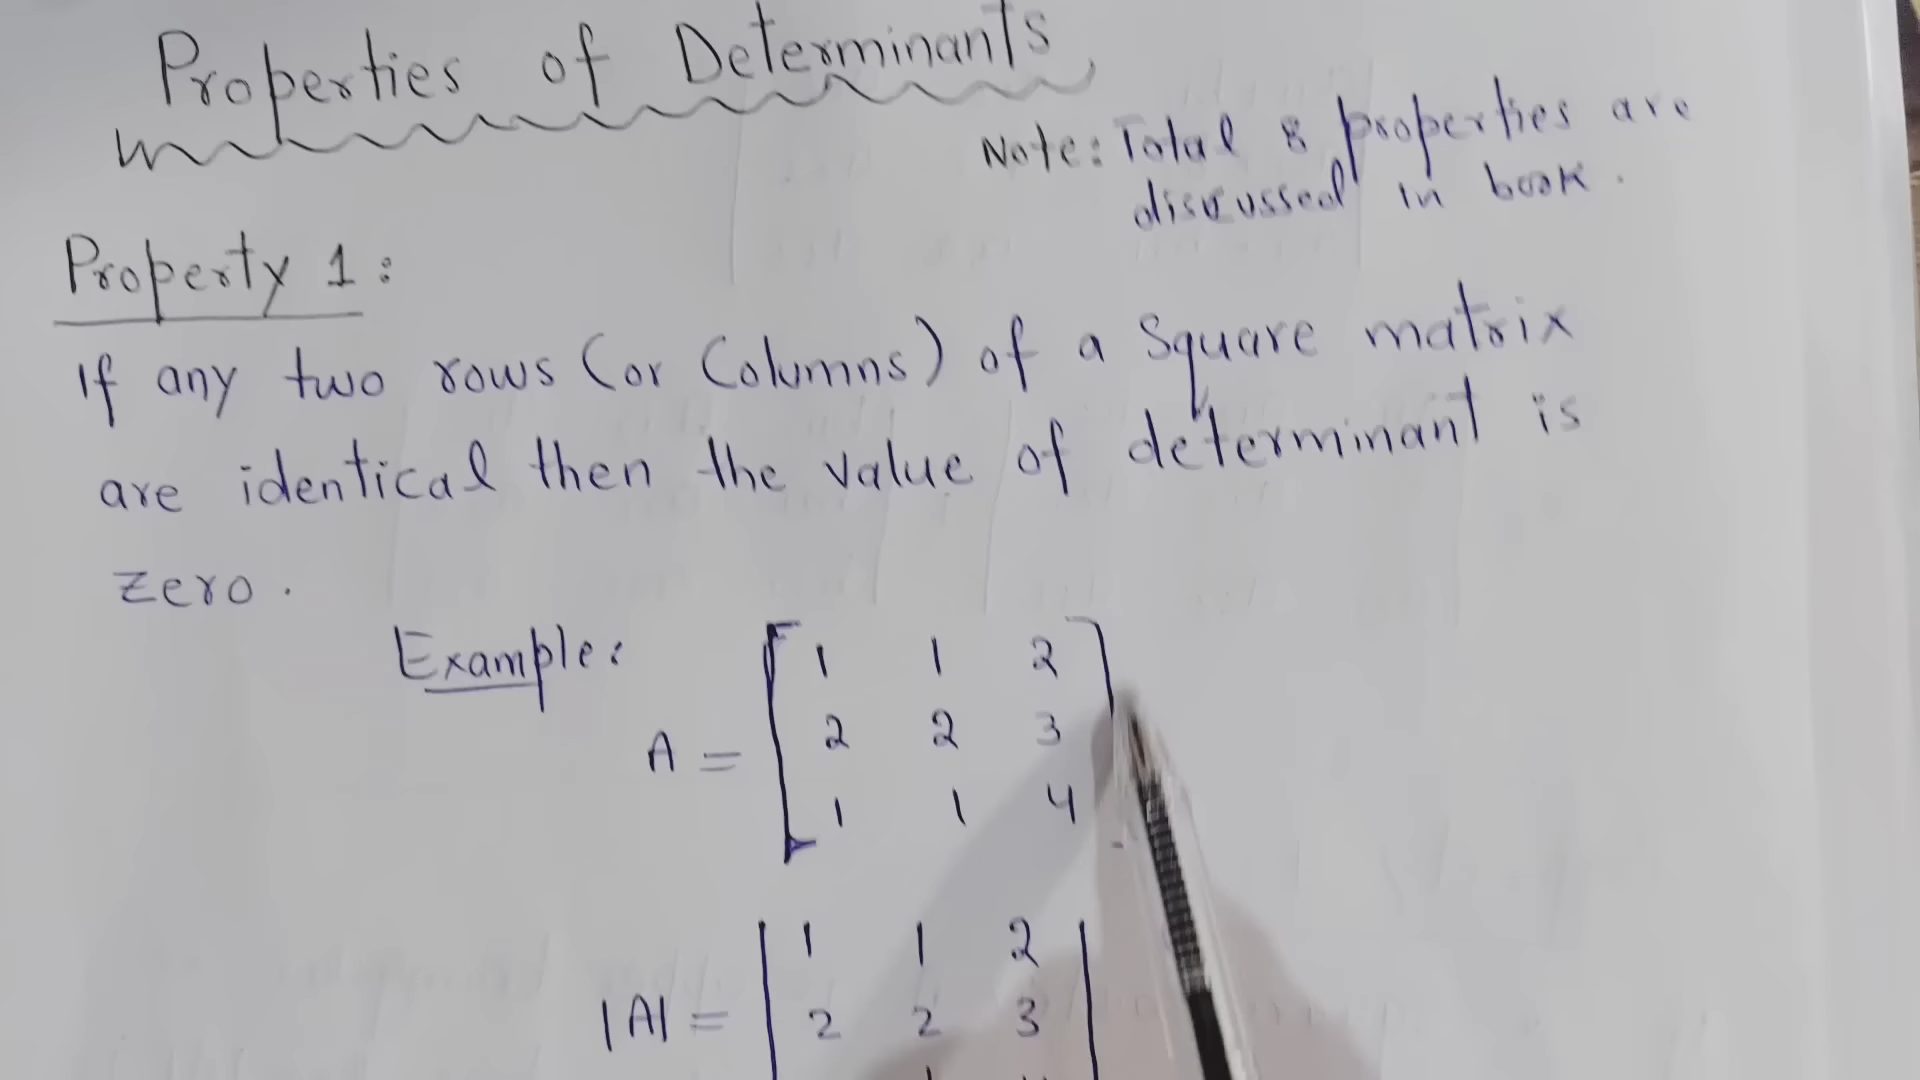 Properties of Determinants
Note: Total 8 properties are
discussed in book.
Property 1:
If any two rows (or Columns) of a Square matrix
are identical then the value of determinant is
zero.
Example:
1 1 2
A = 2 2 3
1 1 4
1 1 2
|A| = 2 2 3